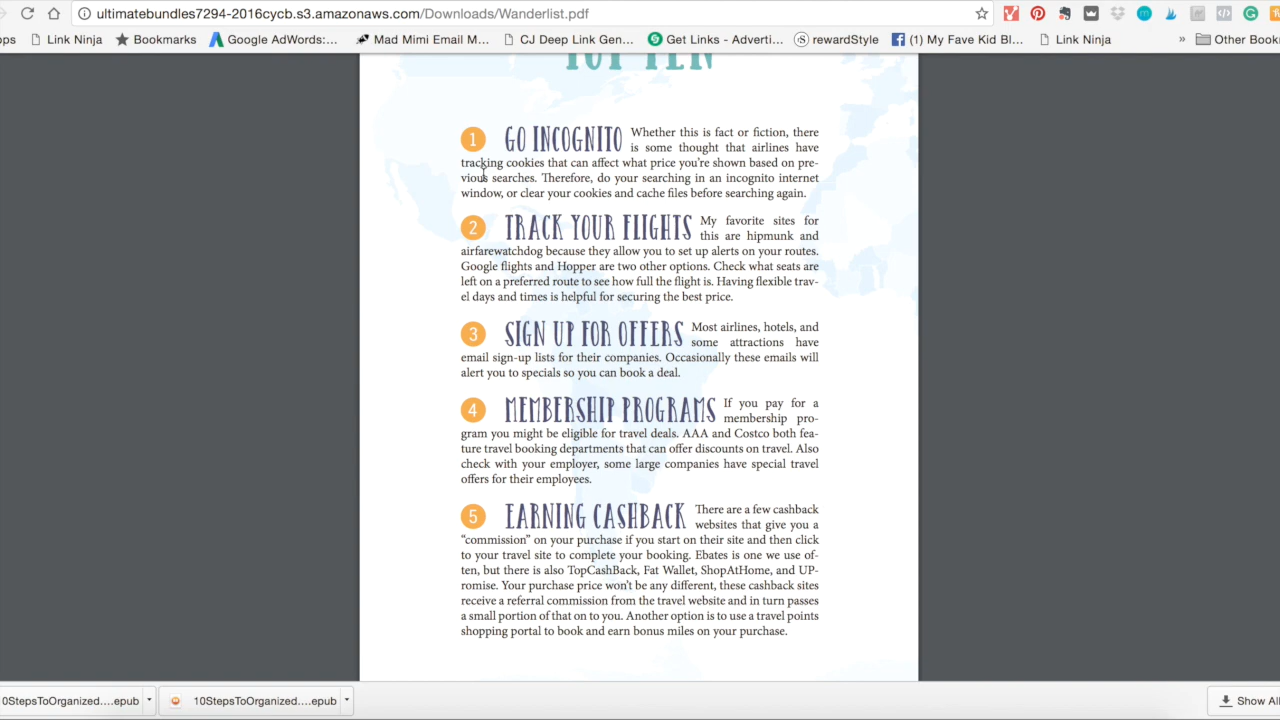 ultimatebundles7294-2016cycb.s3.amazonaws.com/Downloads/Wanderlist.pdf
Link Ninja Bookmarks Google AdWords:... Mad Mimi Email M... CJ Deep Link Gen... Get Links - Adverti... rewardStyle (1) My Fave Kid Bl... Link Ninja » Other Book
TOP TEN
1 GO INCOGNITO Whether this is fact or fiction, there
is some thought that airlines have
tracking cookies that can affect what price you're shown based on pre-
vious searches. Therefore, do your searching in an incognito internet
window, or clear your cookies and cache files before searching again.
2 TRACK YOUR FLIGHTS My favorite sites for
this are hipmunk and
airfarewatchdog because they allow you to set up alerts on your routes.
Google flights and Hopper are two other options. Check what seats are
left on a preferred route to see how full the flight is. Having flexible trav-
el days and times is helpful for securing the best price.
3 SIGN UP FOR OFFERS Most airlines, hotels, and
some attractions have
email sign-up lists for their companies. Occasionally these emails will
alert you to specials so you can book a deal.
4 MEMBERSHIP PROGRAMS If you pay for a
membership pro-
gram you might be eligible for travel deals. AAA and Costco both fea-
ture travel booking departments that can offer discounts on travel. Also
check with your employer, some large companies have special travel
offers for their employees.
5 EARNING CASHBACK There are a few cashback
websites that give you a
“commission” on your purchase if you start on their site and then click
to your travel site to complete your booking. Ebates is one we use of-
ten, but there is also TopCashBack, Fat Wallet, ShopAtHome, and UP-
romise. Your purchase price won't be any different, these cashback sites
receive a referral commission from the travel website and in turn passes
a small portion of that on to you. Another option is to use a travel points
shopping portal to book and earn bonus miles on your purchase.
0StepsToOrganized....epub 10StepsToOrganized....epub Show All